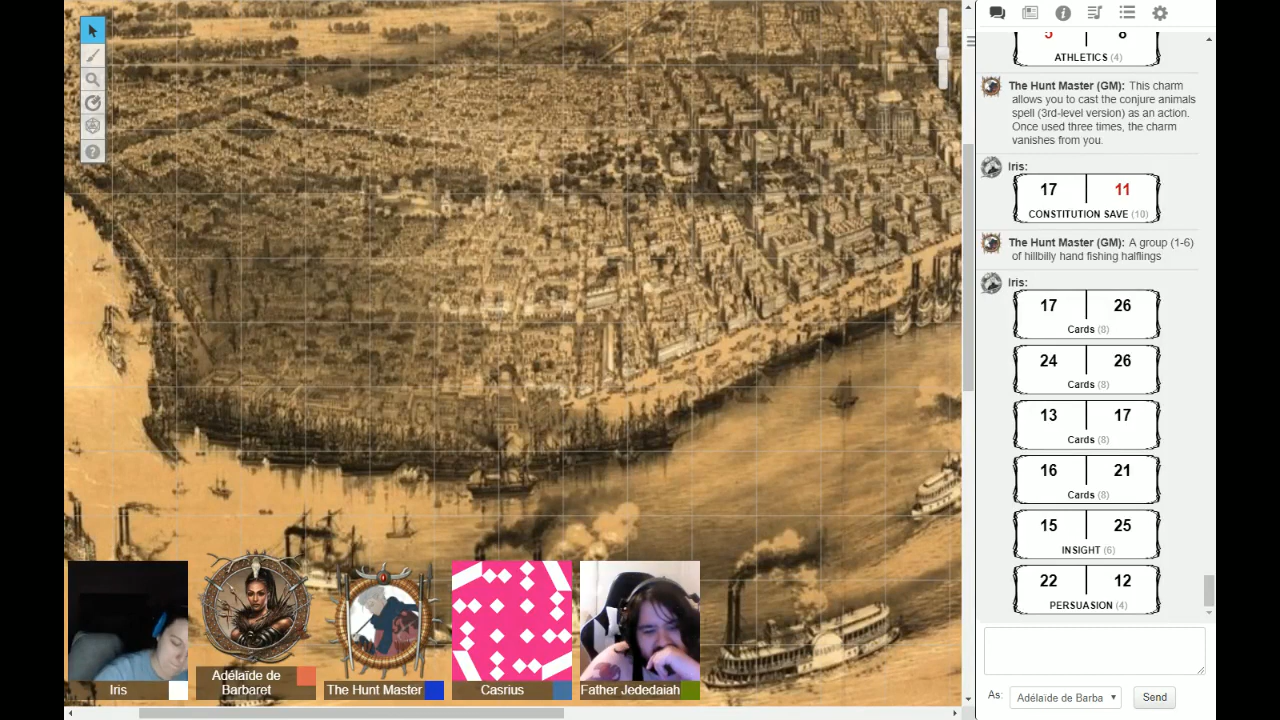 5 8
ATHLETICS (4)
The Hunt Master (GM): This charm
allows you to cast the conjure animals
spell (3rd-level version) as an action.
Once used three times, the charm
vanishes from you.
Iris:
17 11
CONSTITUTION SAVE (10)
The Hunt Master (GM): A group (1-6)
of hillbilly hand fishing halflings
Iris:
17 26
Cards (8)
24 26
Cards (8)
13 17
Cards (8)
16 21
Cards (8)
15 25
INSIGHT (6)
22 12
PERSUASION (4)
As: Adélaïde de Barba Send
Iris
Adélaïde de
Barbaret
The Hunt Master
Casrius
Father Jededaiah